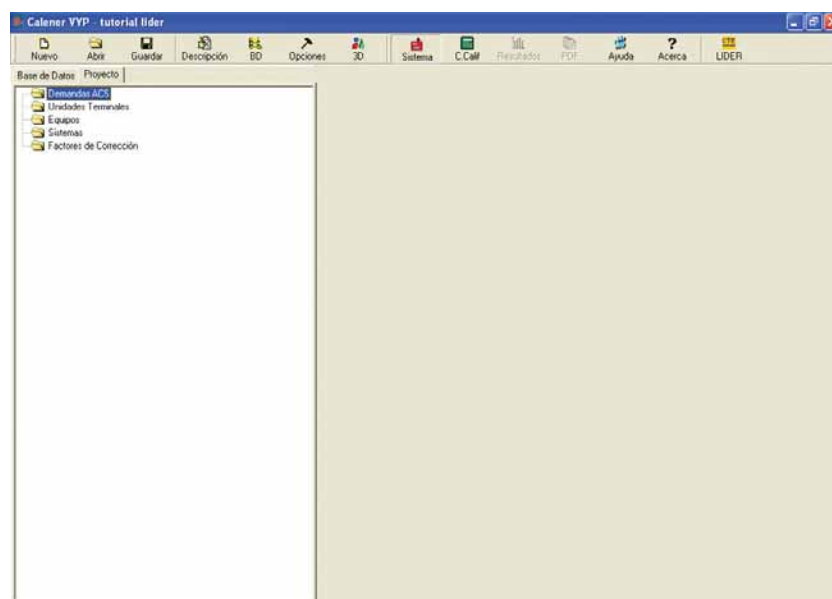 Calener VYP - tutorial lider
Nuevo Abrir Guardar Descripción BD Opciones 3D Sistema C.Calif Resultados PDF Ayuda Acerca LIDER
Base de Datos Proyecto
Demandas ACS
Unidades Terminales
Equipos
Sistemas
Factores de Corrección